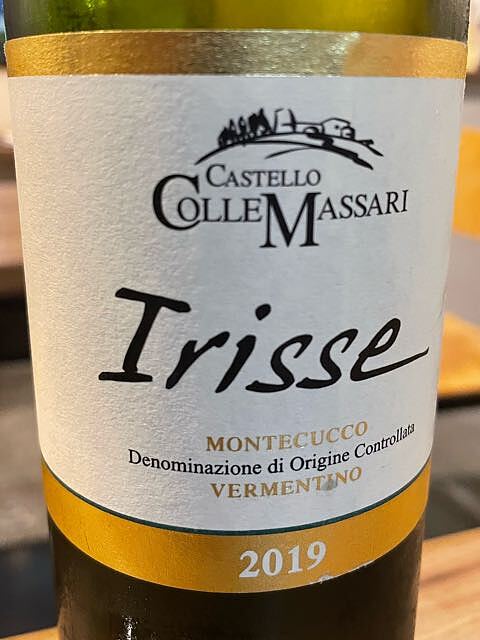 CASTELLO
COLLEMASSARI
Irisse
MONTECUCCO
Denominazione di Origine Controllata
VERMENTINO
2019